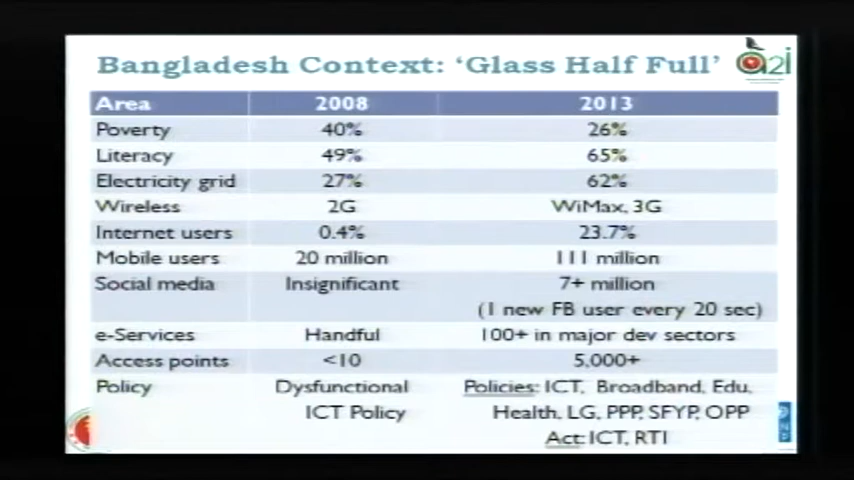 Bangladesh Context: ‘Glass Half Full’
a2i
Area 2008 2013
Poverty 40% 26%
Literacy 49% 65%
Electricity grid 27% 62%
Wireless 2G WiMax, 3G
Internet users 0.4% 23.7%
Mobile users 20 million 111 million
Social media Insignificant 7+ million
(1 new FB user every 20 sec)
e-Services Handful 100+ in major dev sectors
Access points <10 5,000+
Policy Dysfunctional Policies: ICT, Broadband, Edu,
ICT Policy Health, LG, PPP, SFYP, OPP
Act: ICT, RTI